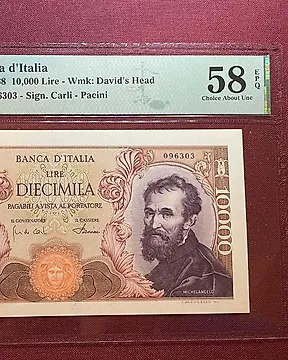 a d'Italia
8 10,000 Lire - Wmk: David's Head
6303 - Sign. Carli - Pacini
58
EPQ
Choice About Unc
BANCA D'ITALIA
096303
LIRE
DIECIMILA
PAGABILI A VISTA AL PORTATORE
IL GOVERNATORE
IL CASSIERE
10000
MICHELANGELO